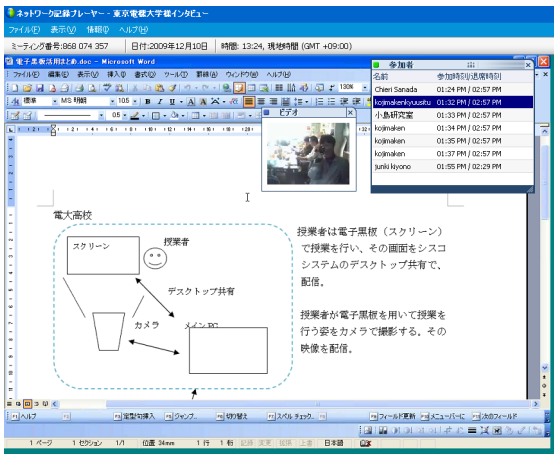 ネットワーク記録プレーヤー - 東京電機大学様インタビュー
ファイル(F) 表示(V) 情報(I) ヘルプ(H)
ミーティング番号:868 074 357 日付:2009年12月10日 時間: 13:24, 現地時間 (GMT +09:00)
電子黒板活用まとめ.doc - Microsoft Word
ファイル(F) 編集(E) 表示(V) 挿入(I) 書式(O) ツール(T) 罫線(A) ウィンドウ(W) ヘルプ(H)
130%
標準 MS 明朝 10.5 B I U A A
0.5
参加者
名前 参加時刻/退席時刻
Chieri Sanada 01:24 PM / 02:57 PM
kojimakenkyuusitu 01:32 PM / 02:57 PM
小島研究室 01:33 PM / 02:57 PM
kojimaken 01:34 PM / 02:57 PM
kojimaken 01:35 PM / 02:57 PM
kojimaken 01:37 PM / 02:57 PM
junki kiyono 01:55 PM / 02:29 PM
ビデオ
電大高校
スクリーン
授業者
デスクトップ共有
カメラ
メイン PC
授業者は電子黒板（スクリーン）
で授業を行い、その画面をシスコ
システムのデスクトップ共有で、
配信。
授業者が電子黒板を用いて授業を
行う姿をカメラで撮影する。その
映像を配信。
F1 ヘルプ F3 定型句挿入 F5 ジャンプ... F6 切り替え F7 スペル チェック... F9 フィールド更新 F10 メニューバーに F11 次のフィールド
1 ページ 1 セクション 1/1 位置 34mm 1 行 1 桁 記録 変更 拡張 上書 日本語